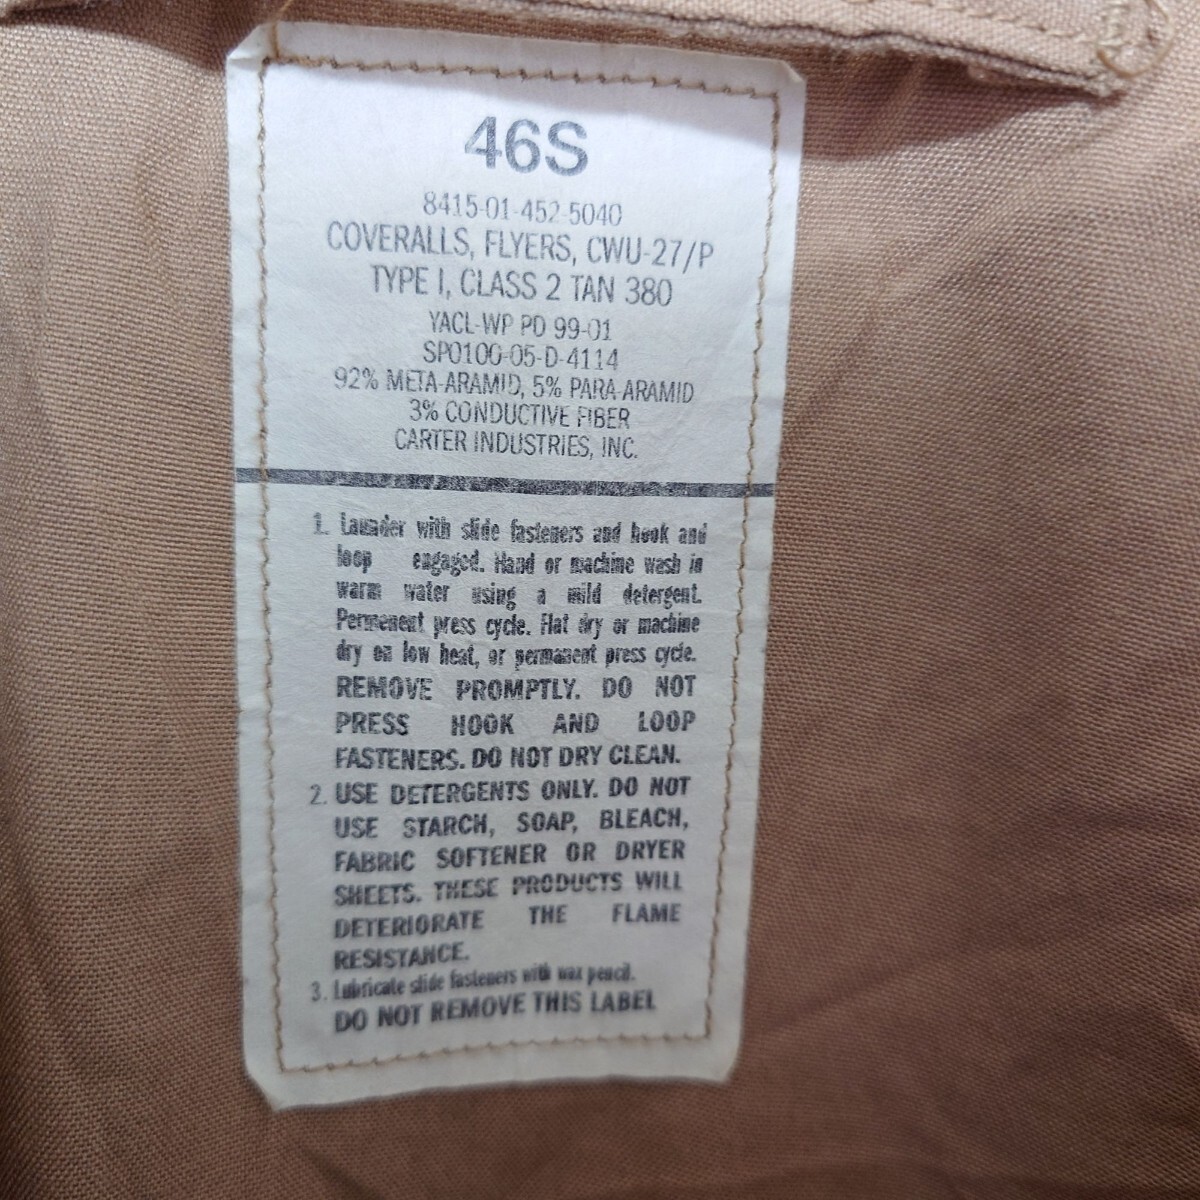 46S
8415-01-452-5040
COVERALLS, FLYERS, CWU-27/P
TYPE I, CLASS 2 TAN 380
YACL-WP PD 99-01
SP0100-05-D-4114
92% META-ARAMID, 5% PARA-ARAMID
3% CONDUCTIVE FIBER
CARTER INDUSTRIES, INC.
1. Launder with slide fasteners and hook and
loop engaged. Hand or machine wash in
warm water using a mild detergent.
Permenent press cycle. Flat dry or machine
dry on low heat, or permanent press cycle.
REMOVE PROMPTLY. DO NOT
PRESS HOOK AND LOOP
FASTENERS. DO NOT DRY CLEAN.
2. USE DETERGENTS ONLY. DO NOT
USE STARCH, SOAP, BLEACH,
FABRIC SOFTENER OR DRYER
SHEETS. THESE PRODUCTS WILL
DETERIORATE THE FLAME
RESISTANCE.
3. Lubricate slide fasteners with wax pencil.
DO NOT REMOVE THIS LABEL